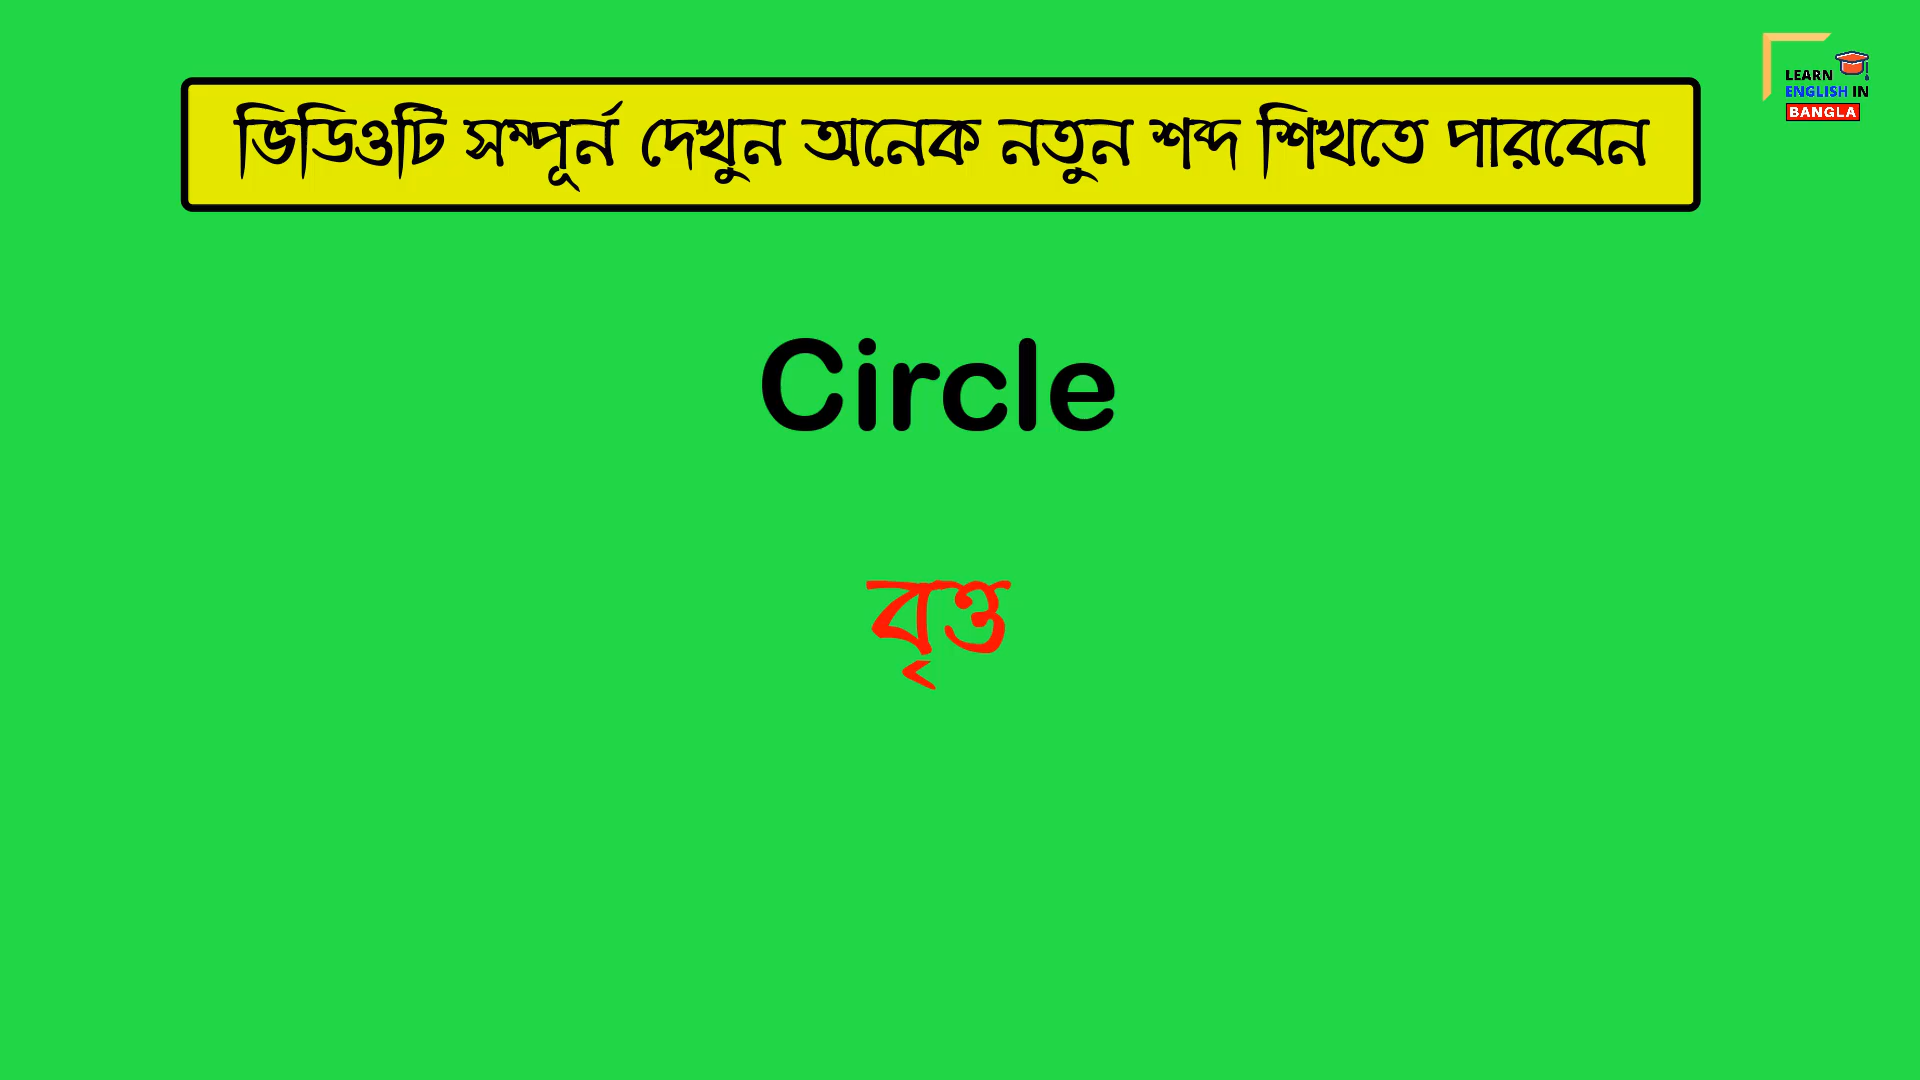 LEARN
ENGLISH IN
BANGLA
ভিডিওটি সম্পূর্ন দেখুন অনেক নতুন শব্দ শিখতে পারবেন
Circle
বৃত্ত